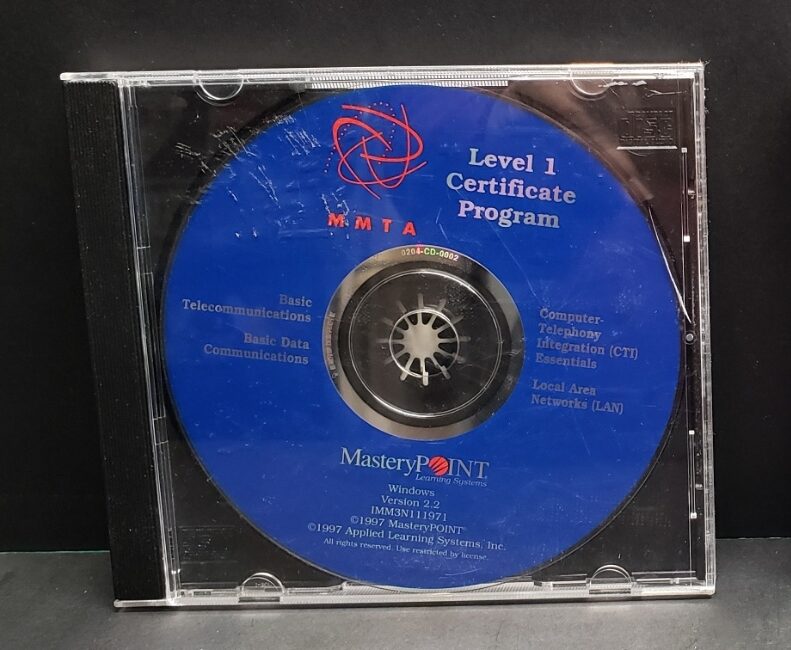 Level 1
Certificate
Program
MMTA
0204-CD-0002
Basic
Telecommunications
Basic Data
Communications
Computer-
Telephony
Integration (CTI)
Essentials
Local Area
Networks (LAN)
MasteryPOINT
Learning Systems
Windows
Version 2.2
IMM3N111971
©1997 MasteryPOINT
©1997 Applied Learning Systems, Inc.
All rights reserved. Use restricted by license.